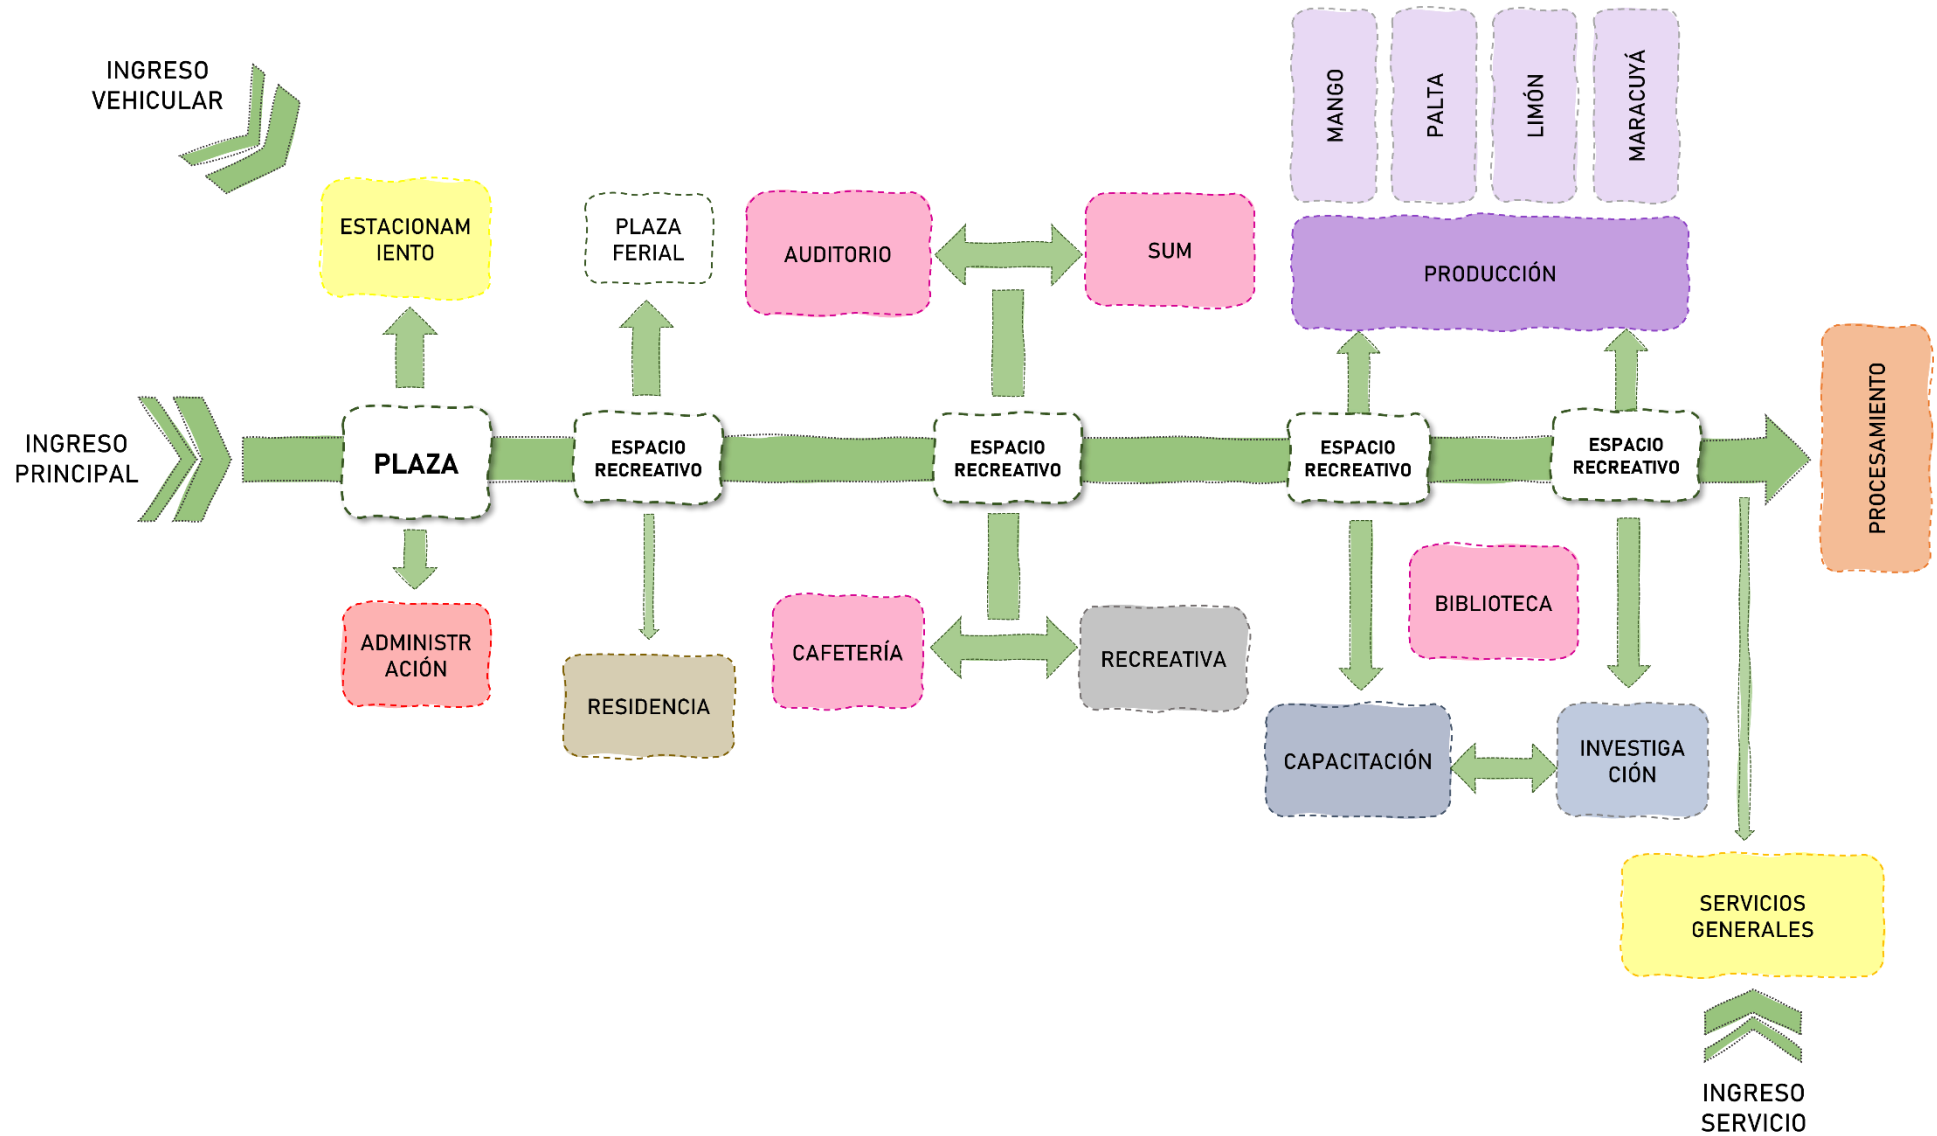 INGRESO
VEHICULAR
MANGO
PALTA
LIMÓN
MARACUYÁ
ESTACIONAM
IENTO
PLAZA
FERIAL
AUDITORIO
SUM
PRODUCCIÓN
INGRESO
PRINCIPAL
PLAZA
ESPACIO
RECREATIVO
ESPACIO
RECREATIVO
ESPACIO
RECREATIVO
ESPACIO
RECREATIVO
PROCESAMIENTO
ADMINISTR
ACIÓN
RESIDENCIA
CAFETERÍA
RECREATIVA
BIBLIOTECA
CAPACITACIÓN
INVESTIGA
CIÓN
SERVICIOS
GENERALES
INGRESO
SERVICIO